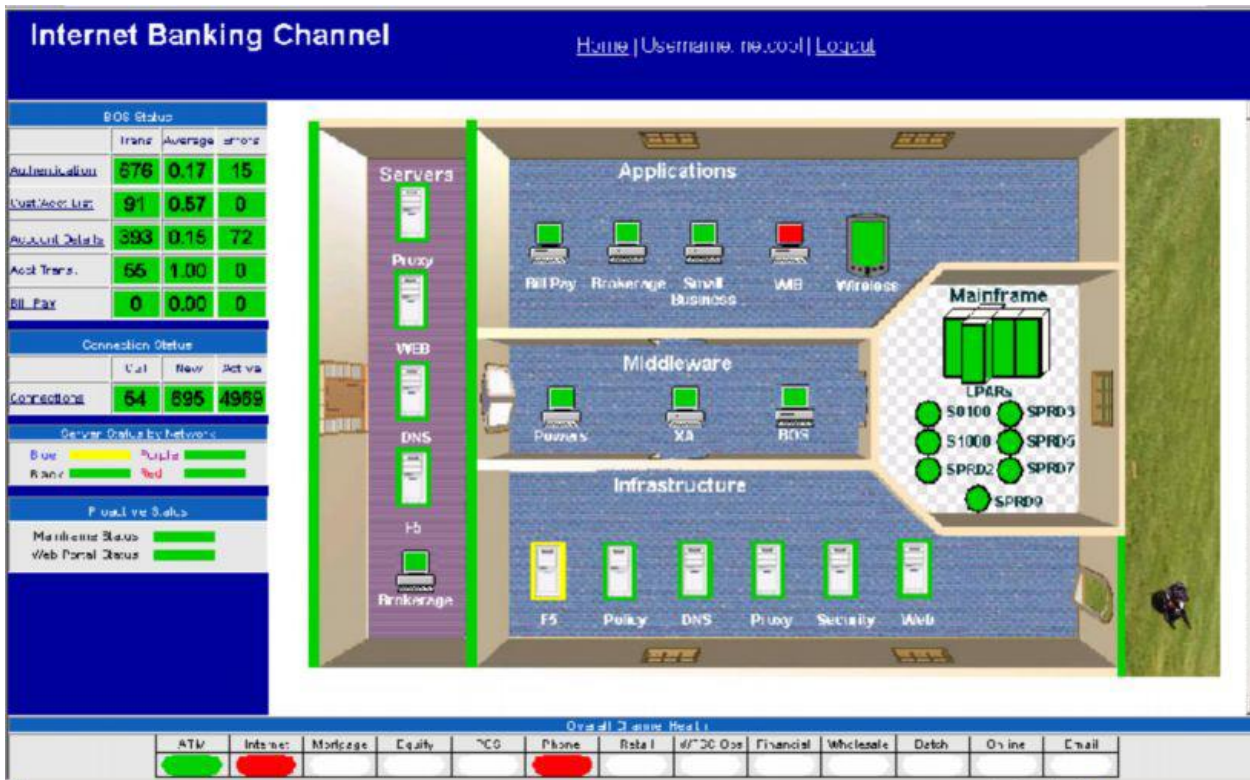 Internet Banking Channel
Home | Username: netcool | Logout
BOS Status
Trans Average Errors
Authentication 676 0.17 15
Cust/Acct List 91 0.57 0
Account Details 393 0.15 72
Acct Trans. 55 1.00 0
Bill Pay 0 0.00 0
Connection Status
New Active
Connections 54 695 4969
Server Status by Network
Blue Purple
Black Red
Proactive Status
Mainframe Status
Web Portal Status
Servers
Proxy
WEB
DNS
F5
Brokerage
Applications
Bill Pay Brokerage Small Business WIB Wireless
Mainframe
LPARs
S0100 SPRD3
S1000 SPRD5
SPRD2 SPRD7
SPRD9
Middleware
XA BOS
Infrastructure
F5 Policy DNS Proxy Security Web
Overall Channel Health
ATM Internet Mortgage Equity POS Phone Retail Financial Wholesale Batch Online Email